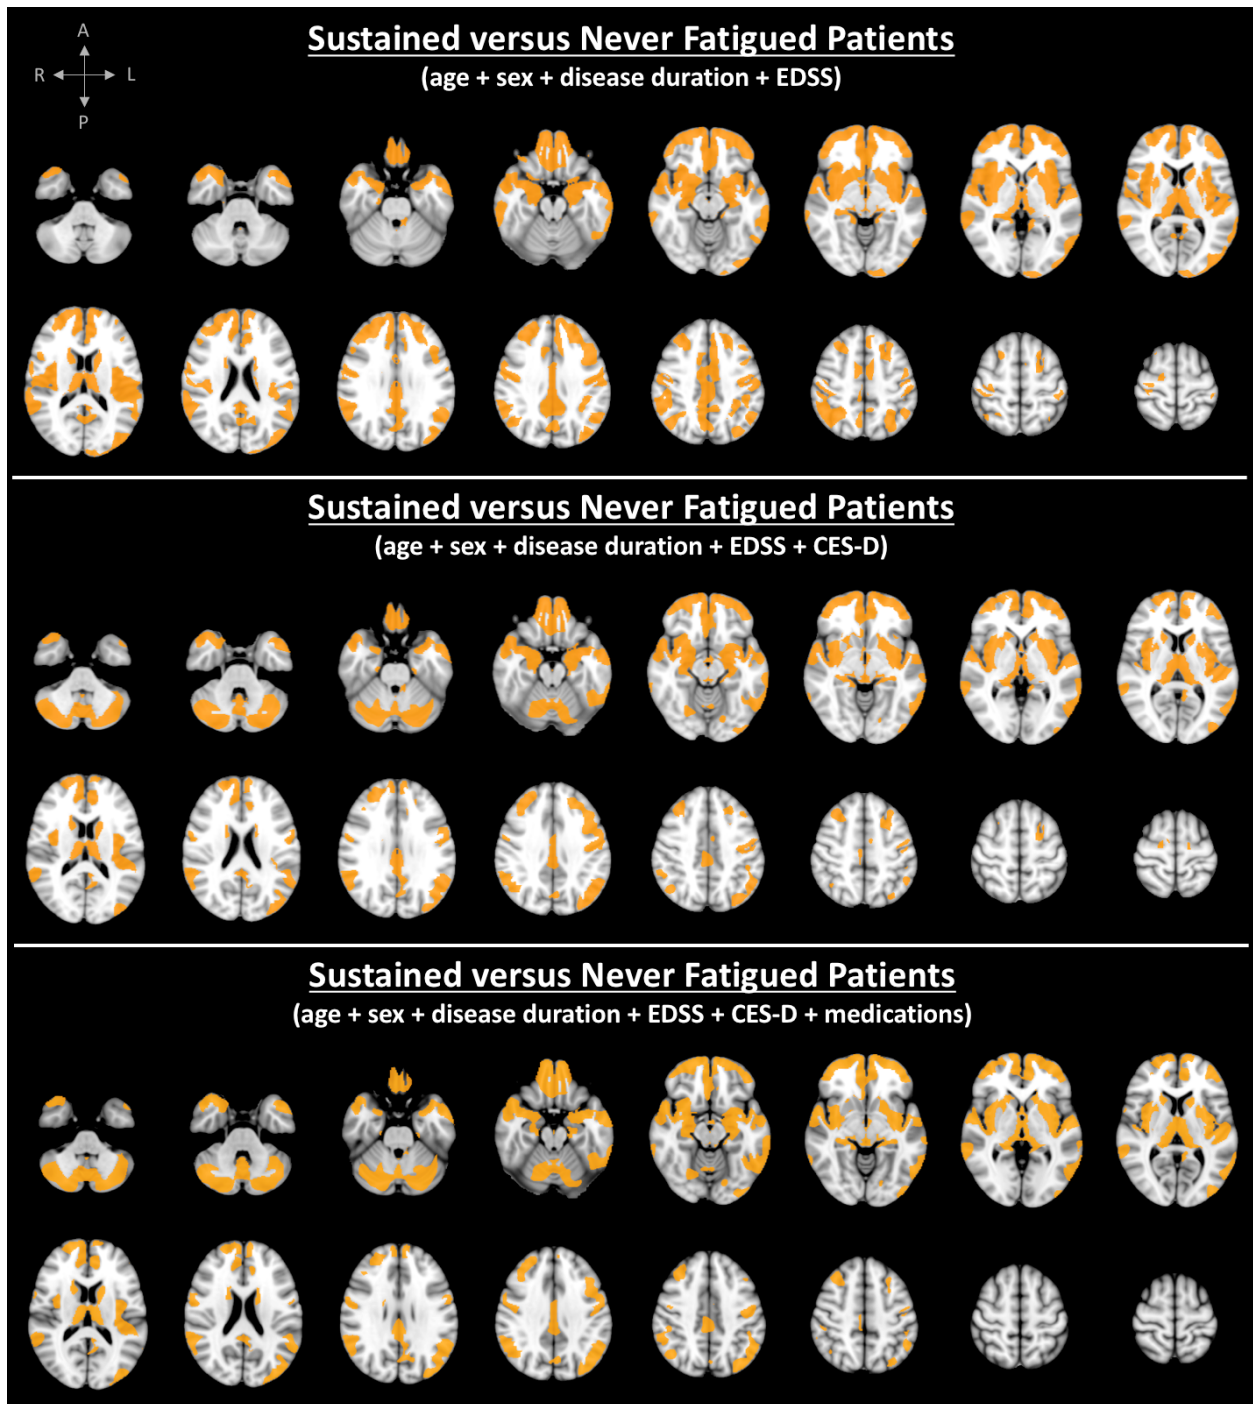 A
R L
P
Sustained versus Never Fatigued Patients
(age + sex + disease duration + EDSS)
Sustained versus Never Fatigued Patients
(age + sex + disease duration + EDSS + CES-D)
Sustained versus Never Fatigued Patients
(age + sex + disease duration + EDSS + CES-D + medications)